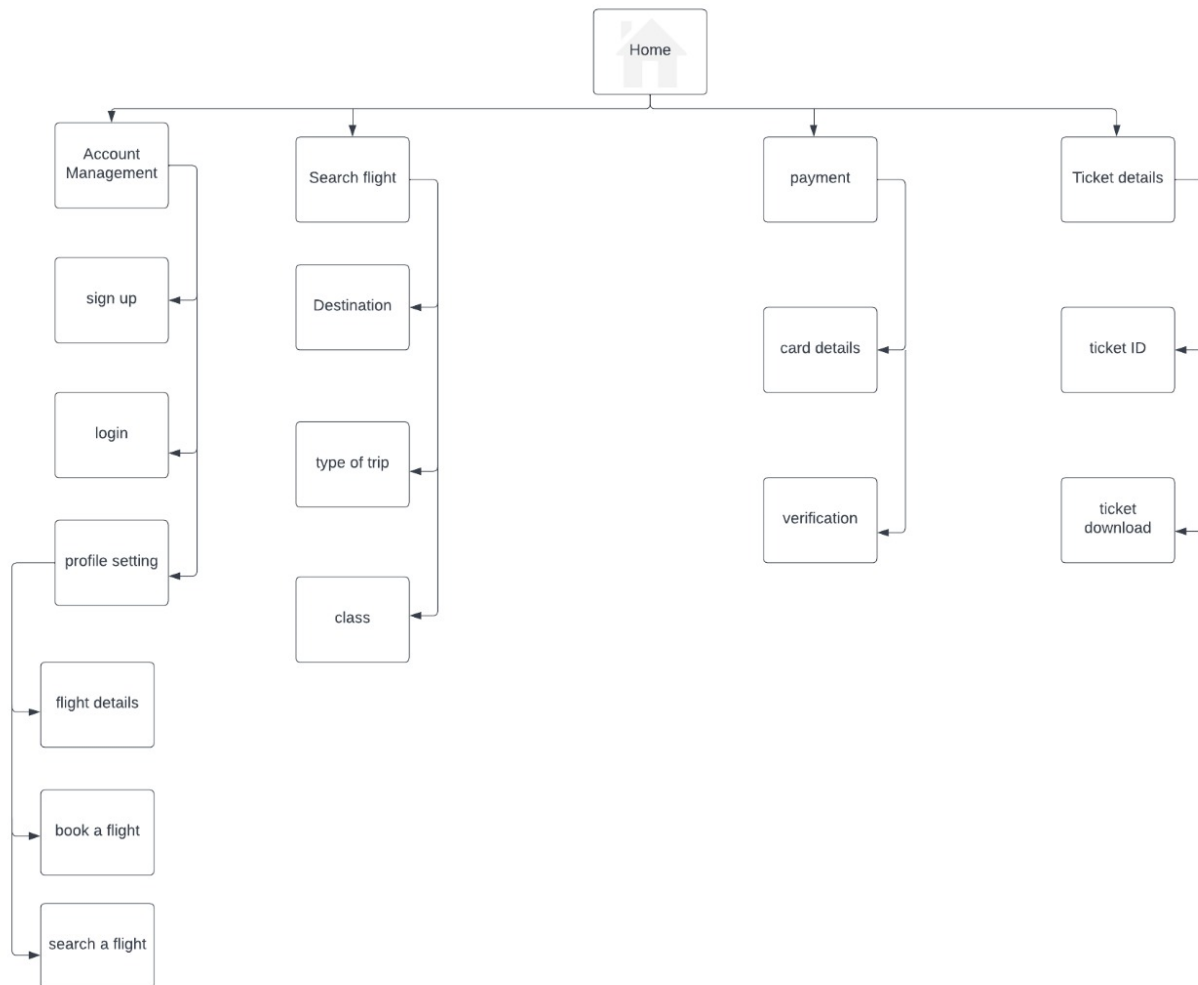 Home
Account
Management
Search flight
payment
Ticket details
sign up
Destination
card details
ticket ID
login
type of trip
verification
ticket
download
profile setting
class
flight details
book a flight
search a flight